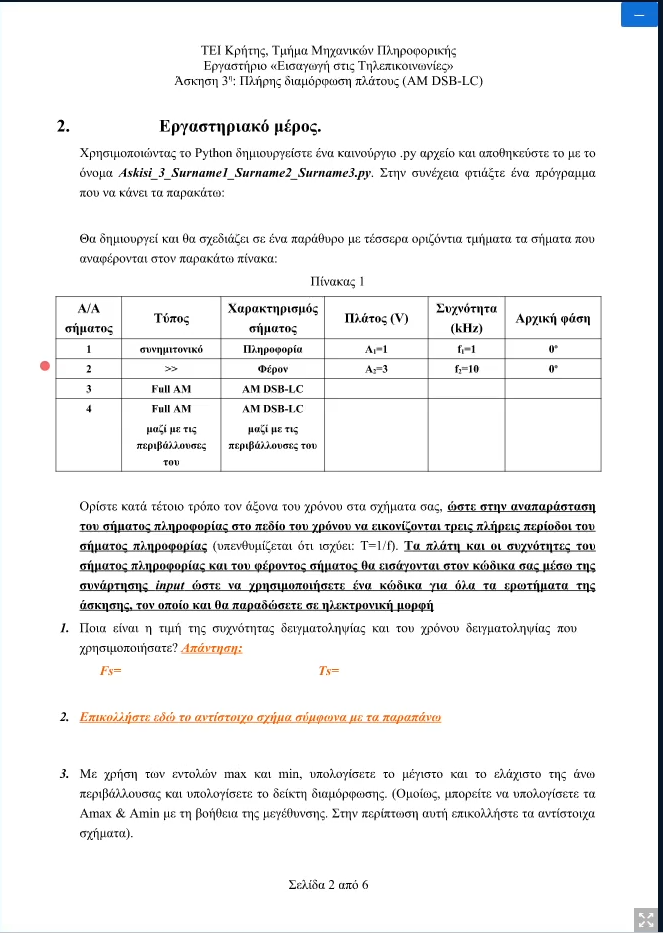 ΤΕΙ Κρήτης, Τμήμα Μηχανικών Πληροφορικής
Εργαστήριο «Εισαγωγή στις Τηλεπικοινωνίες»
Άσκηση 3η: Πλήρης διαμόρφωση πλάτους (AM DSB-LC)
2. Εργαστηριακό μέρος.
Χρησιμοποιώντας το Python δημιουργείστε ένα καινούργιο .py αρχείο και αποθηκεύστε το με το
όνομα Askisi_3_Surname1_Surname2_Surname3.py. Στην συνέχεια φτιάξτε ένα πρόγραμμα
που να κάνει τα παρακάτω:
Θα δημιουργεί και θα σχεδιάζει σε ένα παράθυρο με τέσσερα οριζόντια τμήματα τα σήματα που
αναφέρονται στον παρακάτω πίνακα:
Πίνακας 1
Α/Α σήματος Τύπος Χαρακτηρισμός σήματος Πλάτος (V) Συχνότητα (kHz) Αρχική φάση
1 συνημιτονικό Πληροφορία A1=1 f1=1 0º
2 >> Φέρον A2=3 f2=10 0º
3 Full AM AM DSB-LC
4 Full AM μαζί με τις περιβάλλουσες του AM DSB-LC μαζί με τις περιβάλλουσες του
Ορίστε κατά τέτοιο τρόπο τον άξονα του χρόνου στα σχήματα σας, ώστε στην αναπαράσταση
του σήματος πληροφορίας στο πεδίο του χρόνου να εικονίζονται τρεις πλήρεις περίοδοι του
σήματος πληροφορίας (υπενθυμίζεται ότι ισχύει: T=1/f). Τα πλάτη και οι συχνότητες του
σήματος πληροφορίας και του φέροντος σήματος θα εισάγονται στον κώδικα σας μέσω της
συνάρτησης input ώστε να χρησιμοποιήσετε ένα κώδικα για όλα τα ερωτήματα της
άσκησης, τον οποίο και θα παραδώσετε σε ηλεκτρονική μορφή
1. Ποια είναι η τιμή της συχνότητας δειγματοληψίας και του χρόνου δειγματοληψίας που
χρησιμοποιήσατε? Απάντηση:
Fs= Ts=
2. Επικολλήστε εδώ το αντίστοιχο σχήμα σύμφωνα με τα παραπάνω
3. Με χρήση των εντολών max και min, υπολογίσετε το μέγιστο και το ελάχιστο της άνω
περιβάλλουσας και υπολογίσετε το δείκτη διαμόρφωσης. (Ομοίως, μπορείτε να υπολογίσετε τα
Amax & Amin με τη βοήθεια της μεγέθυνσης. Στην περίπτωση αυτή επικολλήστε τα αντίστοιχα
σχήματα).
Σελίδα 2 από 6